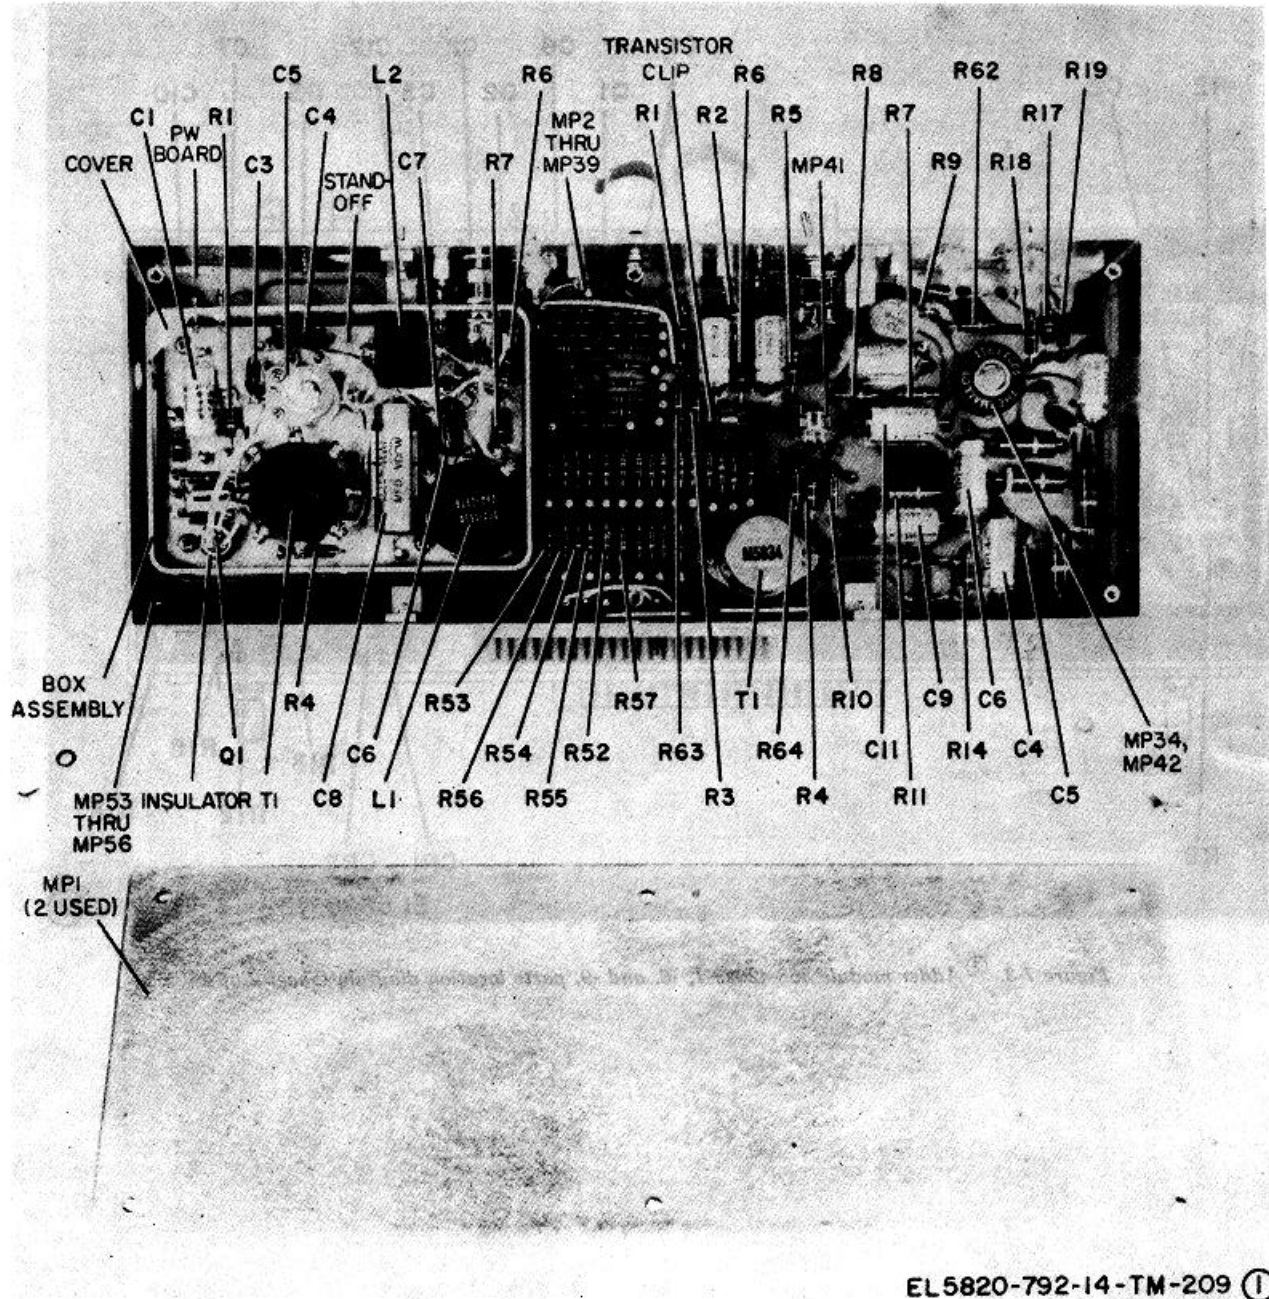 TRANSISTOR
CLIP
C5 L2 R6 R6 R8 R62 R19
C1 R1 C4 MP2 THRU MP39 R1 R2 R5 R7 R17
COVER PW BOARD C3 STAND-OFF C7 R7 MP41 R9 R18
M5834
BOX ASSEMBLY R4 R53 R57 T1 R10 C9 C6
Q1 C6 R54 R52 R63 R64 C11 R14 C4 MP34, MP42
MP53 THRU MP56 INSULATOR T1 C8 L1 R56 R55 R3 R4 R11 C5
MP1
(2 USED)
EL5820-792-14-TM-209 1